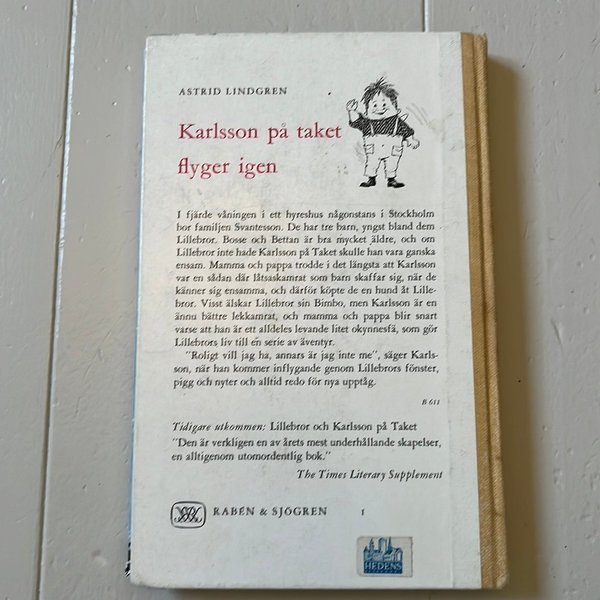 ASTRID LINDGREN
Karlsson på taket
flyger igen
I fjärde våningen i ett hyreshus någonstans i Stockholm
bor familjen Svantesson. De har tre barn, yngst bland dem
Lillebror. Bosse och Bettan är bra mycket äldre, och om
Lillebror inte hade Karlsson på Taket skulle han vara ganska
ensam. Mamma och pappa trodde i det längsta att Karlsson
var en sådan där låtsaskamrat som barn skaffar sig, när de
känner sig ensamma, och därför köpte de en hund åt Lille-
bror. Visst älskar Lillebror sin Bimbo, men Karlsson är en
ännu bättre lekkamrat, och mamma och pappa blir snart
varse att han är ett alldeles levande litet okynnesfä, som gör
Lillebrors liv till en serie av äventyr.
"Roligt vill jag ha, annars är jag inte me", säger Karls-
son, när han kommer inflygande genom Lillebrors fönster,
pigg och nyter och alltid redo för nya upptåg.
B 611
Tidigare utkommen: Lillebror och Karlsson på Taket
"Den är verkligen en av årets mest underhållande skapelser,
en alltigenom utomordentlig bok."
The Times Literary Supplement
RABÉN & SJÖGREN 1
HEDENS